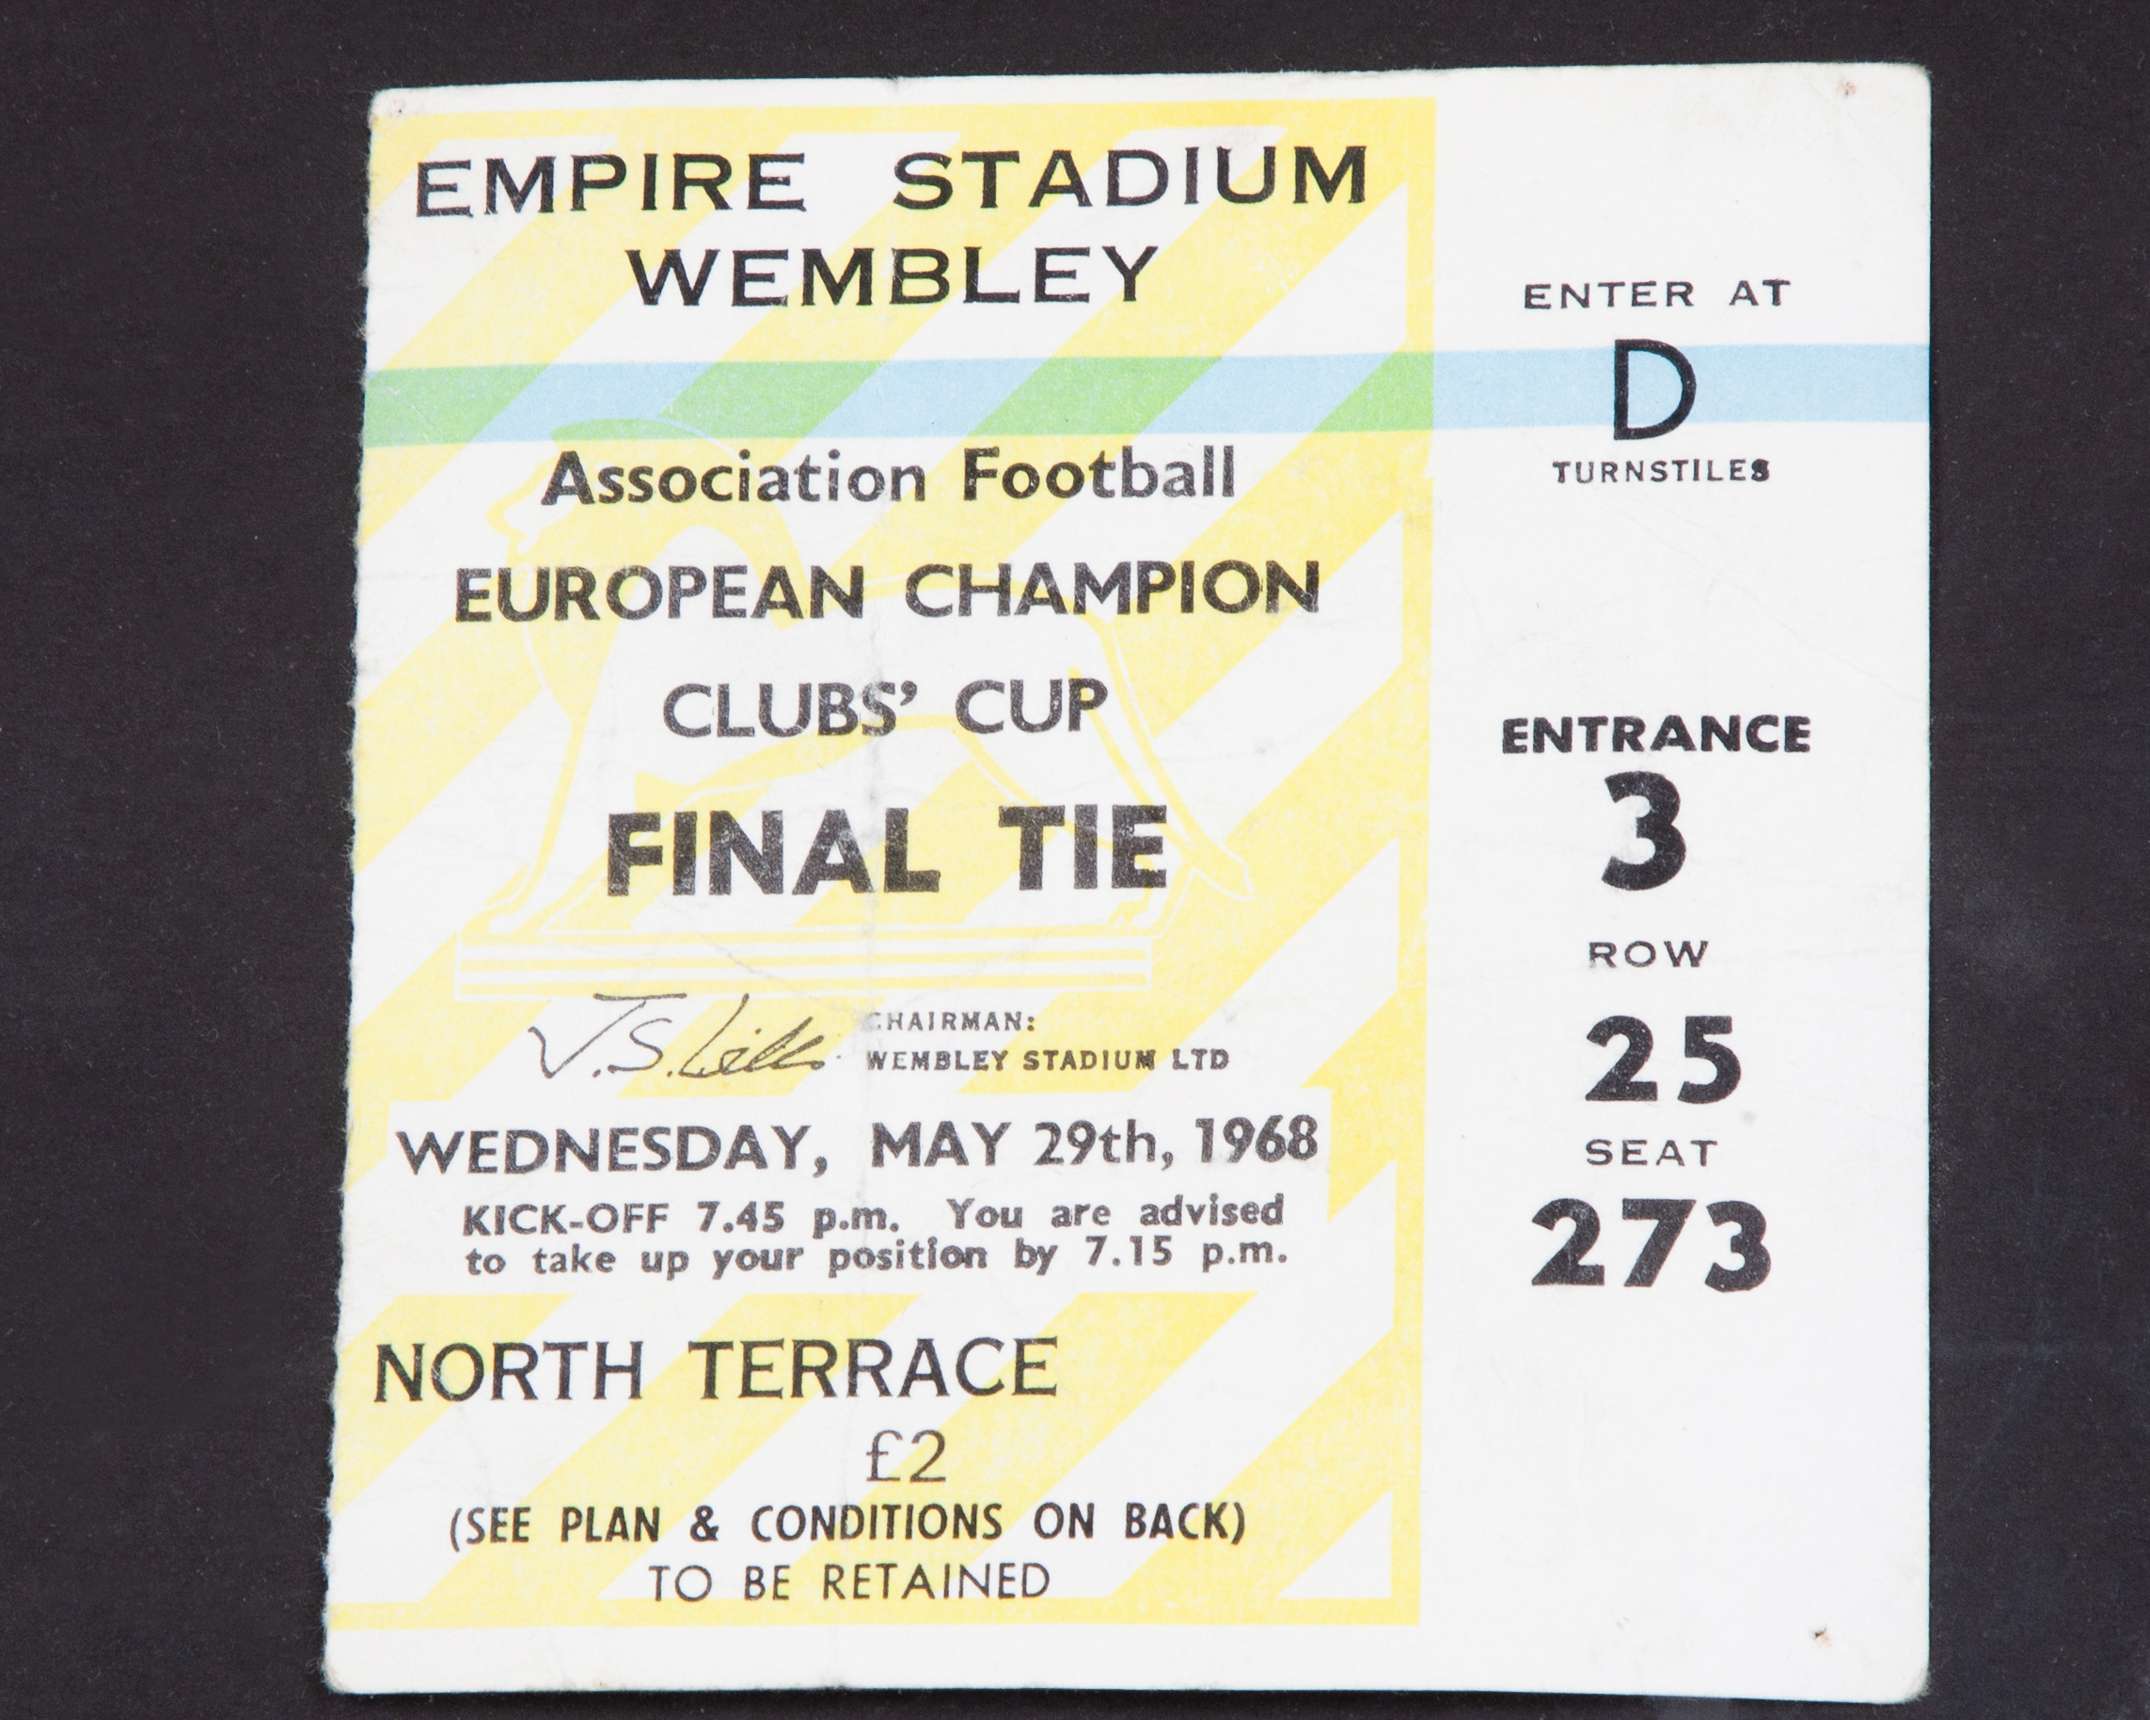 EMPIRE STADIUM
WEMBLEY
Association Football
EUROPEAN CHAMPION
CLUBS' CUP
FINAL TIE
J.S. CHAIRMAN:
WEMBLEY STADIUM LTD
WEDNESDAY, MAY 29th, 1968
KICK-OFF 7.45 p.m. You are advised
to take up your position by 7.15 p.m.
NORTH TERRACE
£2
(SEE PLAN & CONDITIONS ON BACK)
TO BE RETAINED
ENTER AT
D
TURNSTILES
ENTRANCE
3
ROW
25
SEAT
273